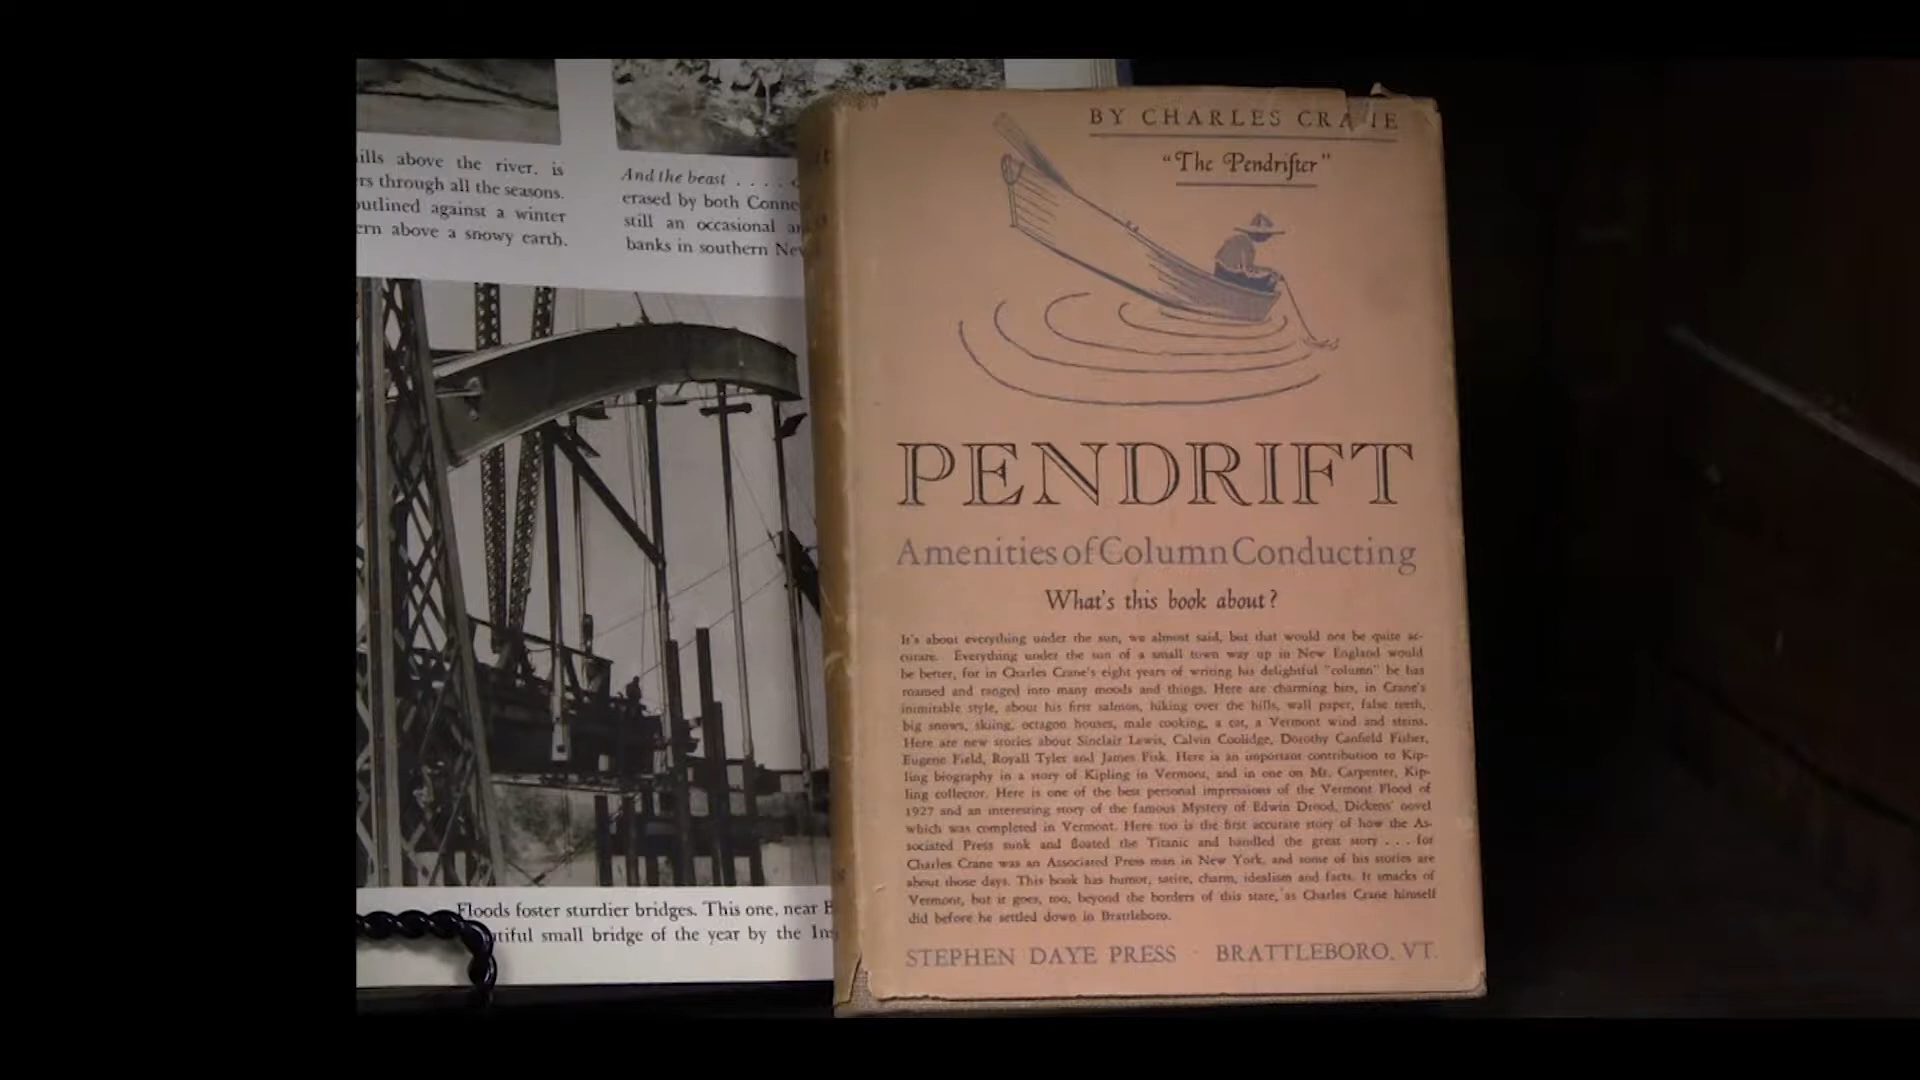 ills above the river, is
rs through all the seasons.
outlined against a winter
ern above a snowy earth.
And the beast . . . .
erased by both Conne
still an occasional
banks in southern Nev
Floods foster sturdier bridges. This one, near
tiful small bridge of the year by the Ins
BY CHARLES CRANE
"The Pendrifter"
PENDRIFT
Amenities of Column Conducting
What's this book about?
It's about everything under the sun, we almost said, but that would not be quite ac-
curate. Everything under the sun of a small town way up in New England would
be better, for in Charles Crane's eight years of writing his delightful "column" he has
roamed and ranged into many moods and things. Here are charming bits, in Crane's
inimitable style, about his first salmon, hiking over the hills, wall paper, false teeth,
big snows, skiing, octagon houses, male cooking, a cat, a Vermont wind and steins.
Here are new stories about Sinclair Lewis, Calvin Coolidge, Dorothy Canfield Fisher,
Eugene Field, Royall Tyler and James Fisk. Here is an important contribution to Kip-
ling biography in a story of Kipling in Vermont, and in one on Mr. Carpenter, Kip-
ling collector. Here is one of the best personal impressions of the Vermont Flood of
1927 and an interesting story of the famous Mystery of Edwin Drood, Dickens' novel
which was completed in Vermont. Here too is the first accurate story of how the As-
sociated Press sunk and floated the Titanic and handled the great story . . . for
Charles Crane was an Associated Press man in New York, and some of his stories are
about those days. This book has humor, satire, charm, idealism and facts. It smacks of
Vermont, but it goes, too, beyond the borders of this state, as Charles Crane himself
did before he settled down in Brattleboro.
STEPHEN DAYE PRESS · BRATTLEBORO, VT.